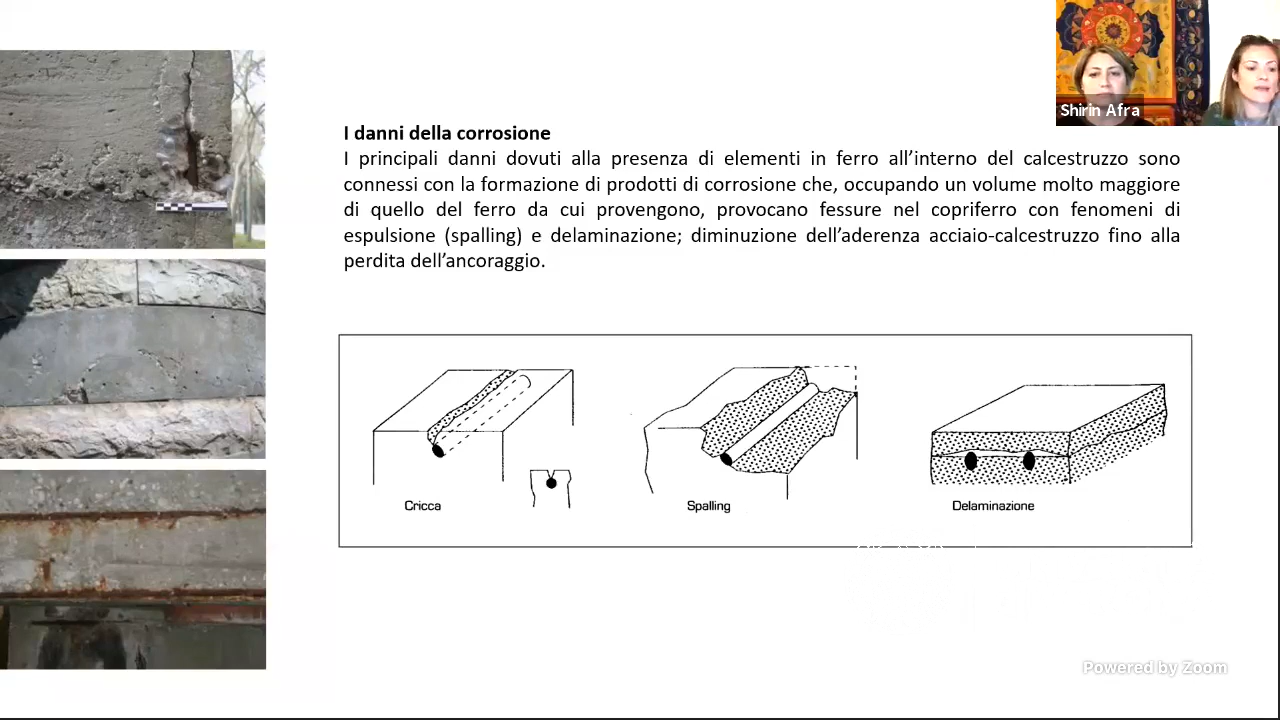 Shirin Afra
I danni della corrosione
I principali danni dovuti alla presenza di elementi in ferro all’interno del calcestruzzo sono
connessi con la formazione di prodotti di corrosione che, occupando un volume molto maggiore
di quello del ferro da cui provengono, provocano fessure nel copriferro con fenomeni di
espulsione (spalling) e delaminazione; diminuzione dell’aderenza acciaio-calcestruzzo fino alla
perdita dell’ancoraggio.
Cricca
Spalling
Delaminazione
Powered by Zoom